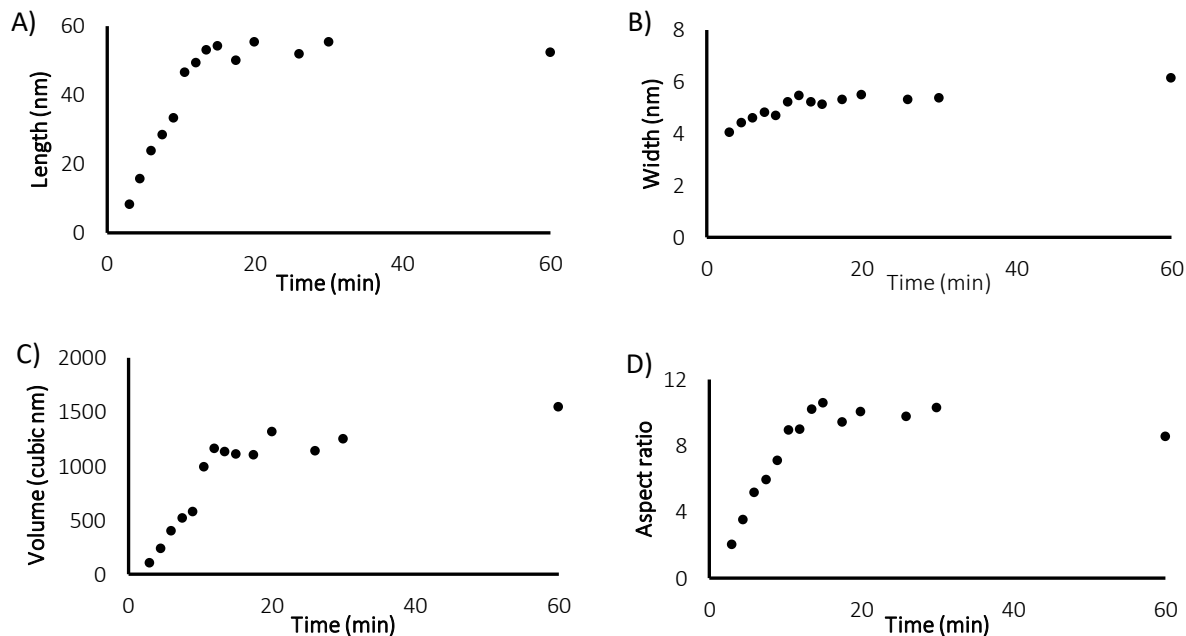 A)
60
40
20
0
Length (nm)
0 20 40 60
Time (min)
B)
8
6
4
2
0
Width (nm)
0 20 40 60
Time (min)
C)
2000
1500
1000
500
0
Volume (cubic nm)
0 20 40 60
Time (min)
D)
12
8
4
0
Aspect ratio
0 20 40 60
Time (min)